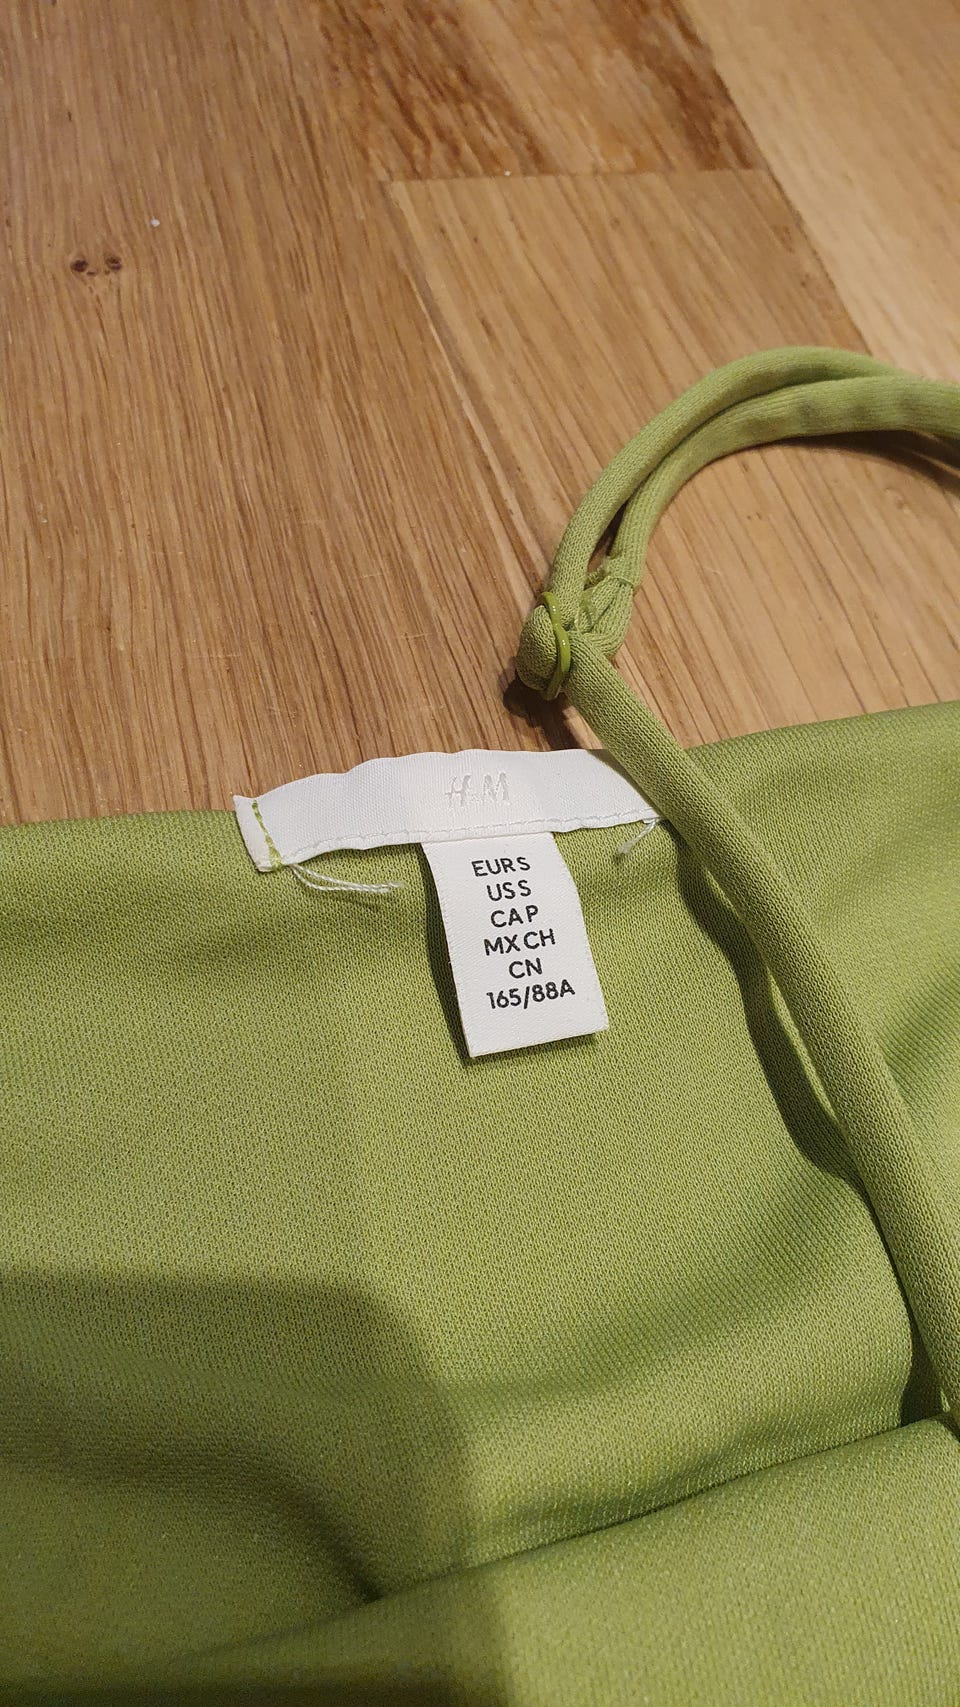 H&M
EUR S
US S
CA P
MX CH
CN
165/88A